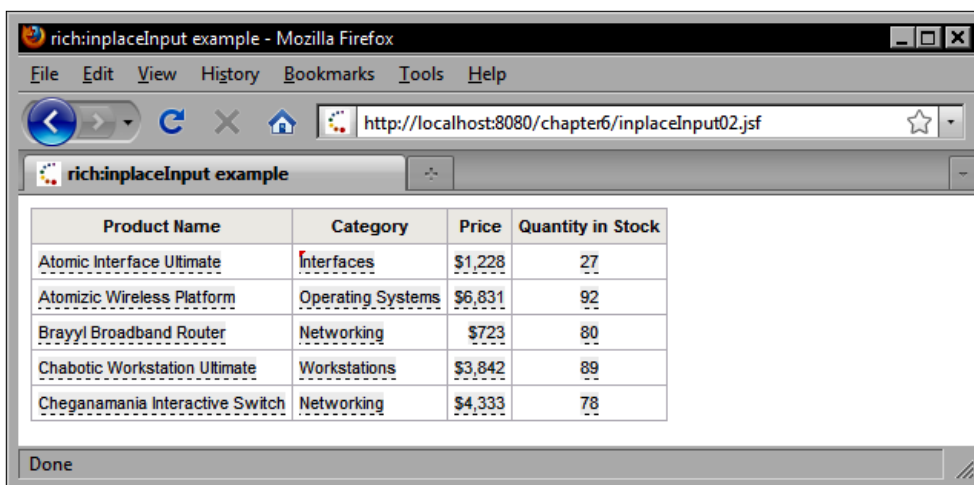 rich:inplaceInput example - Mozilla Firefox
File Edit View History Bookmarks Tools Help
http://localhost:8080/chapter6/inplaceInput02.jsf
rich:inplaceInput example
Product Name Category Price Quantity in Stock
Atomic Interface Ultimate Interfaces $1,228 27
Atomizic Wireless Platform Operating Systems $6,831 92
Brayyl Broadband Router Networking $723 80
Chabotic Workstation Ultimate Workstations $3,842 89
Cheganamania Interactive Switch Networking $4,333 78
Done